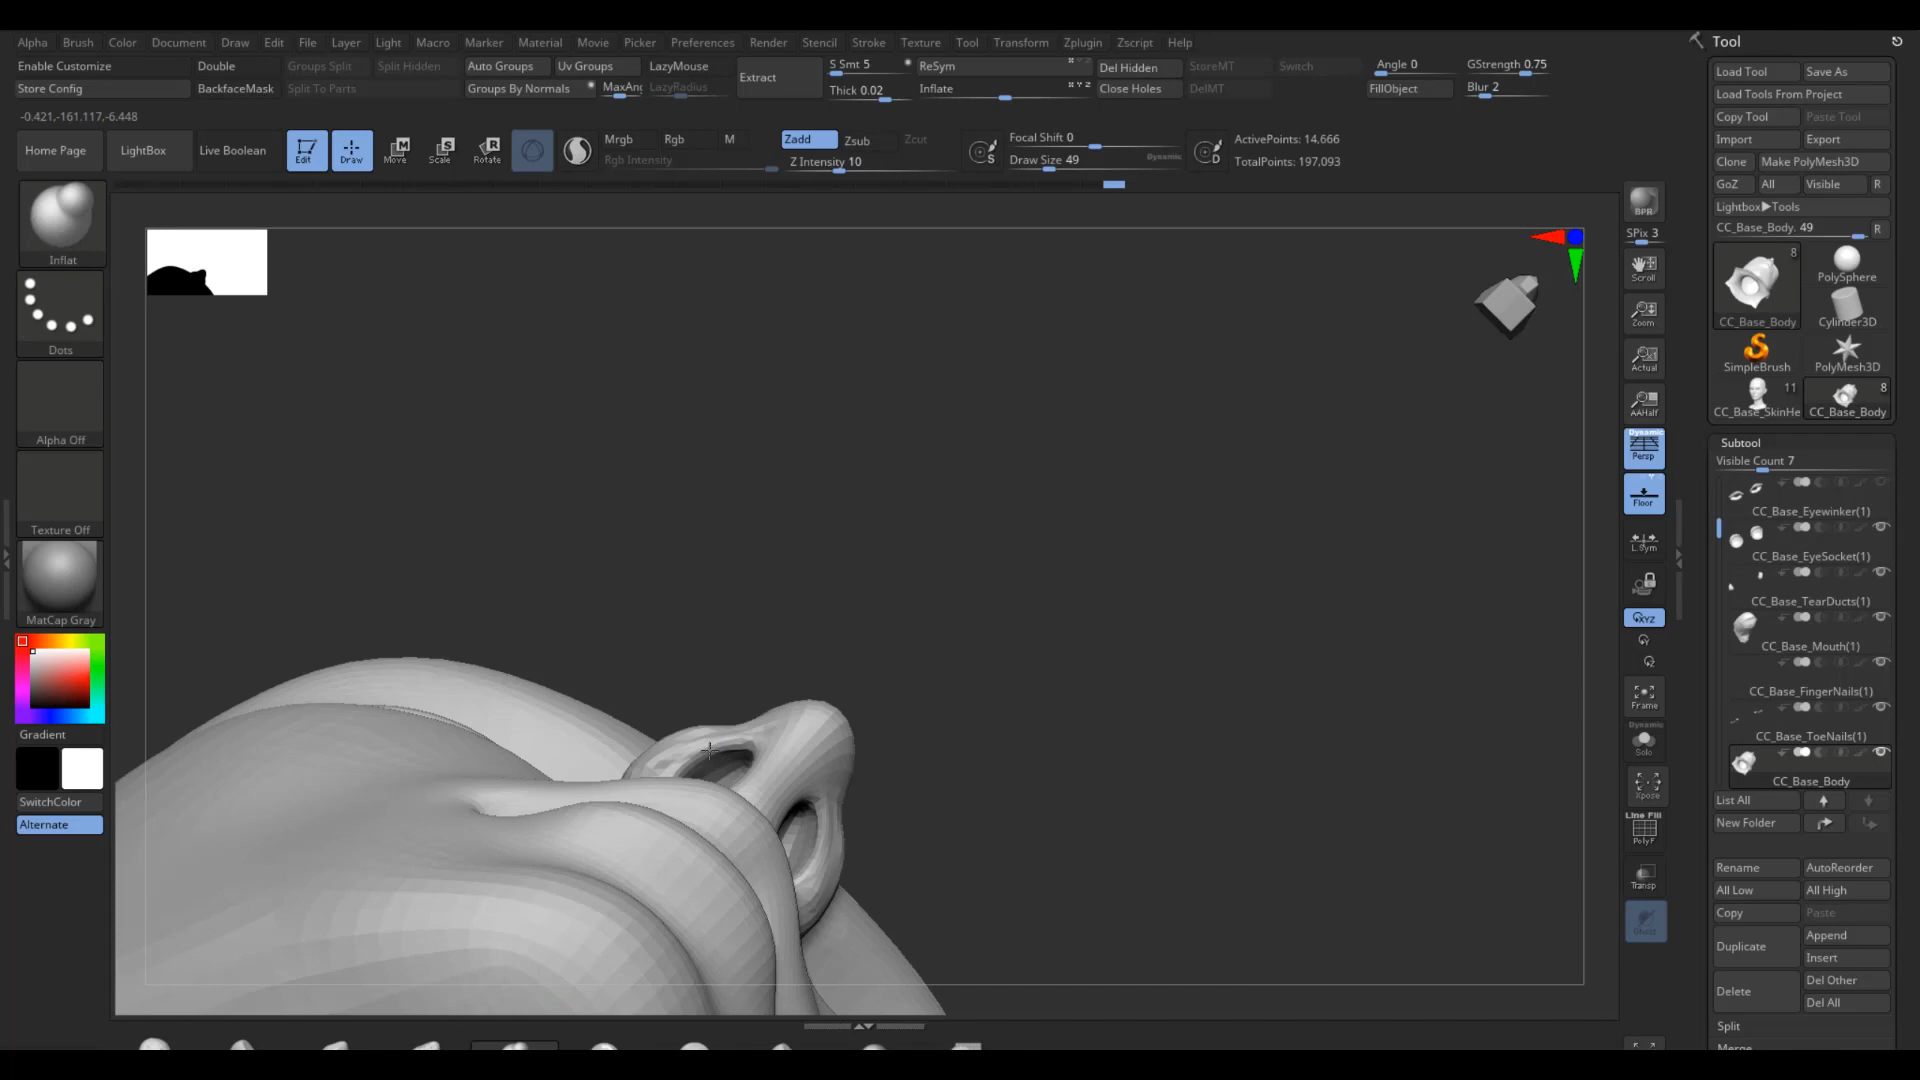 Alpha Brush Color Document Draw Edit File Layer Light Macro Marker Material Movie Picker Preferences Render Stencil Stroke Texture Tool Transform Zplugin Zscript Help
Tool
Enable Customize Double Groups Split Split Hidden Auto Groups Uv Groups LazyMouse Extract S Smt 5 ReSym Del Hidden StoreMT Switch Angle 0 GStrength 0.75
Store Config BackfaceMask Split To Parts Groups By Normals MaxAng LazyRadius Thick 0.02 Inflate Close Holes DelMT FillObject Blur 2
-0.421,-161.117,-6.448
Home Page LightBox Live Boolean Edit Draw Move Scale Rotate Mrgb Rgb M Zadd Zsub Zcut Focal Shift 0 ActivePoints: 14,666
Rgb Intensity Z Intensity 10 Draw Size 49 Dynamic TotalPoints: 197,093
S
D
Load Tool Save As
Load Tools From Project
Copy Tool Paste Tool
Import Export
Clone Make PolyMesh3D
GoZ All Visible R
Lightbox▶Tools
CC_Base_Body. 49 R
8
CC_Base_Body PolySphere
Cylinder3D
SimpleBrush PolyMesh3D
11 8
CC_Base_SkinHe CC_Base_Body
Inflat
Dots
Alpha Off
Texture Off
MatCap Gray
Gradient
SwitchColor
Alternate
BPR
SPix 3
Scroll
Zoom
Actual
AAHalf
Dynamic
Persp
Floor
L.Sym
XYZ
Y
Z
Frame
Dynamic
Solo
Xpose
Line Fill
PolyF
Transp
Ghost
Subtool
Visible Count 7
CC_Base_Eyewinker(1)
CC_Base_EyeSocket(1)
CC_Base_TearDucts(1)
CC_Base_Mouth(1)
CC_Base_FingerNails(1)
CC_Base_ToeNails(1)
CC_Base_Body
List All
New Folder
Rename AutoReorder
All Low All High
Copy Paste
Duplicate Append
Insert
Delete Del Other
Del All
Split
Merge